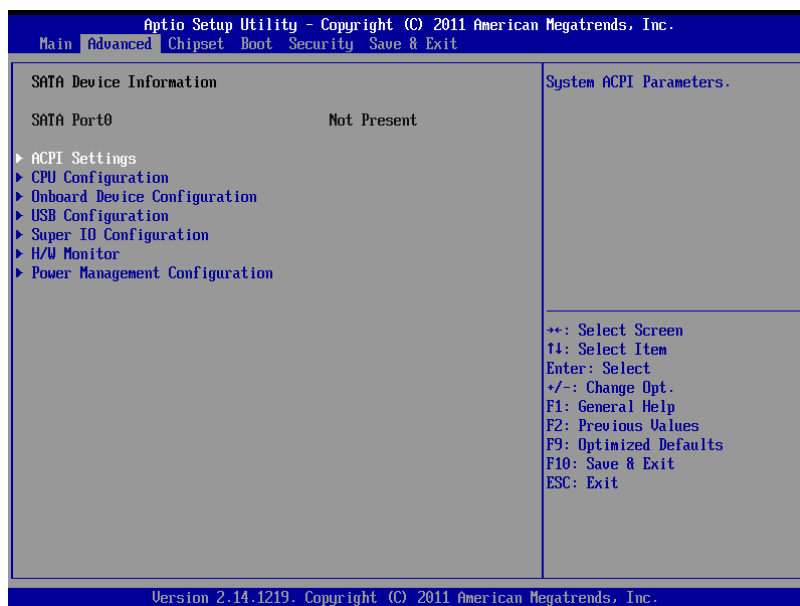 Aptio Setup Utility - Copyright (C) 2011 American Megatrends, Inc.
Main Advanced Chipset Boot Security Save & Exit
SATA Device Information
SATA Port0 Not Present
ACPI Settings
CPU Configuration
Onboard Device Configuration
USB Configuration
Super IO Configuration
H/W Monitor
Power Management Configuration
System ACPI Parameters.
→←: Select Screen
↑↓: Select Item
Enter: Select
+/-: Change Opt.
F1: General Help
F2: Previous Values
F9: Optimized Defaults
F10: Save & Exit
ESC: Exit
Version 2.14.1219. Copyright (C) 2011 American Megatrends, Inc.